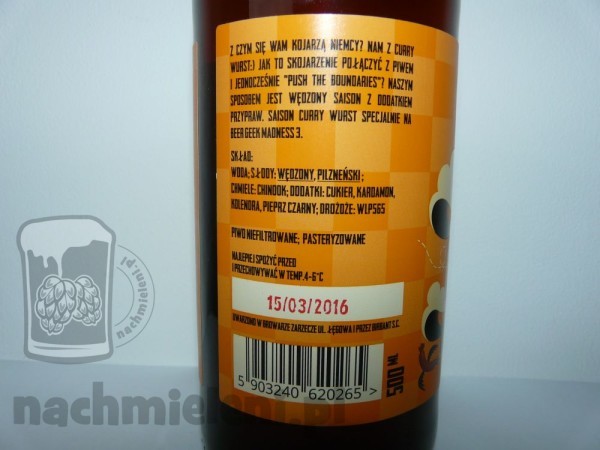 Z CZYM SIĘ WAM KOJARZĄ NIEMCY? NAM Z CURRY
WURST:) JAK TO SKOJARZENIE POŁĄCZYĆ Z PIWEM
I JEDNOCZEŚNIE "PUSH THE BOUNDARIES"? NASZYM
SPOSOBEM JEST WĘDZONY SAISON Z DODATKIEM
PRZYPRAW. SAISON CURRY WURST SPECJALNIE NA
BEER GEEK MADNESS 3.
SKŁAD:
WODA; SŁODY: WĘDZONY, PILZNEŃSKI;
CHMIELE: CHINOOK; DODATKI: CUKIER, KARDAMON,
KOLENDRA, PIEPRZ CZARNY; DROŻDŻE: WLP565
PIWO NIEFILTROWANE; PASTERYZOWANE
NAJLEPIEJ SPOŻYĆ PRZED
I PRZECHOWYWAĆ W TEMP. 4-6°C
15/03/2016
UWARZONO W BROWARZE ZARZECZE UL. ŁĘGOWA 1 PRZEZ S.C.
5 903240 620265 >
500 ML
nachmieleni.pl
nachmieleni.pl